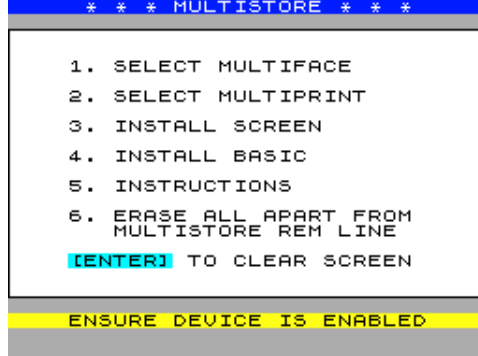 * * * MULTISTORE * * *
1. SELECT MULTIFACE
2. SELECT MULTIPRINT
3. INSTALL SCREEN
4. INSTALL BASIC
5. INSTRUCTIONS
6. ERASE ALL APART FROM
MULTISTORE REM LINE
[ENTER] TO CLEAR SCREEN
ENSURE DEVICE IS ENABLED